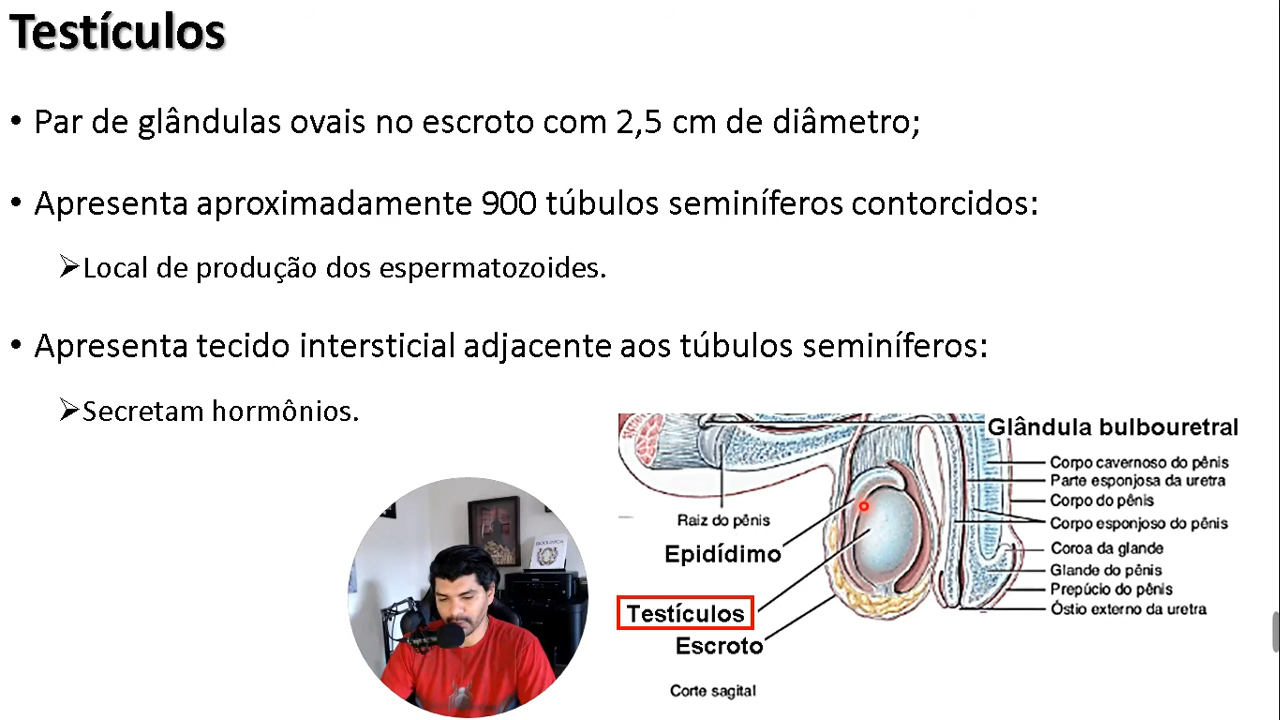 Testículos
• Par de glândulas ovais no escroto com 2,5 cm de diâmetro;
• Apresenta aproximadamente 900 túbulos seminíferos contorcidos:
➢Local de produção dos espermatozoides.
• Apresenta tecido intersticial adjacente aos túbulos seminíferos:
➢Secretam hormônios.
Glândula bulbouretral
Corpo cavernoso do pênis
Parte esponjosa da uretra
Corpo do pênis
Corpo esponjoso do pênis
Coroa da glande
Glande do pênis
Prepúcio do pênis
Óstio externo da uretra
Raiz do pênis
Epidídimo
Testículos
Escroto
Corte sagital